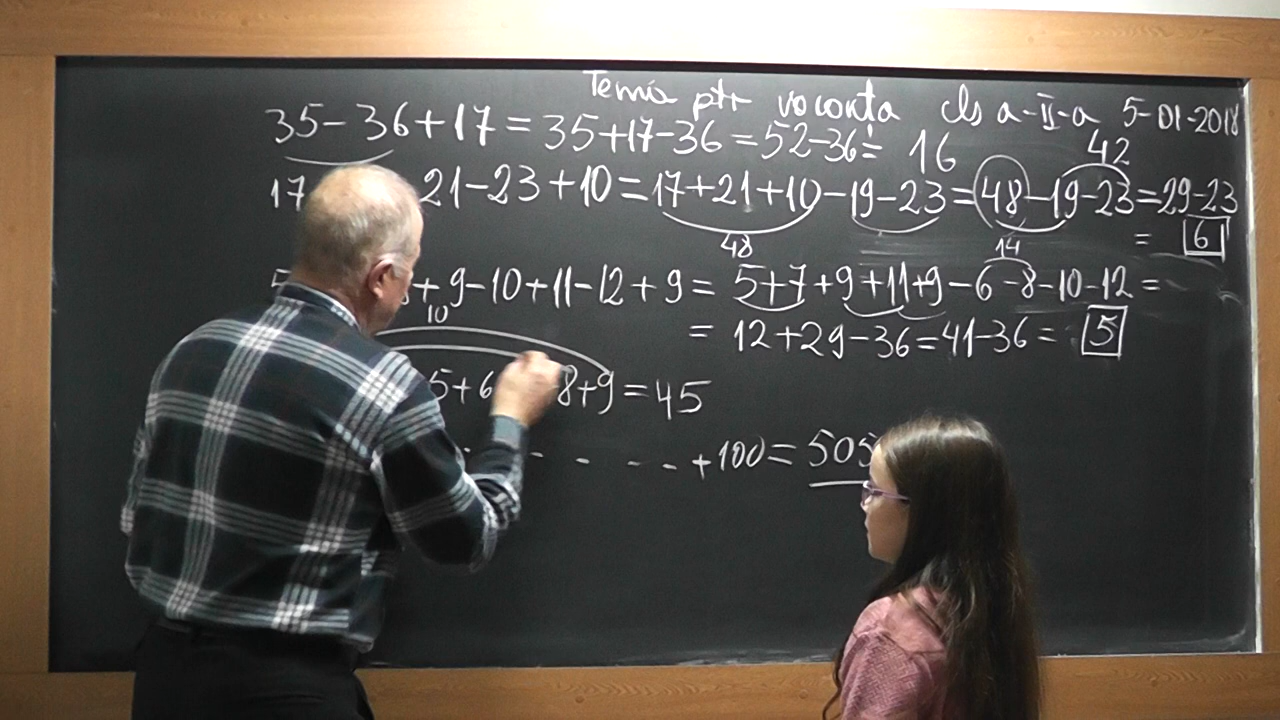 Temă ptr vacanta cls a-II-a 5-01-2018
35-36+17=35+17-36=52-36= 16
42
17 21-23+10=17+21+10-19-23=48-19-23=29-23
48
= 6
14
5 +9-10+11-12+9= 5+7+9+11+9-6-8-10-12=
10
= 12+29-36=41-36= 5
5+6 8+9=45
. - - - - .. +100= 505